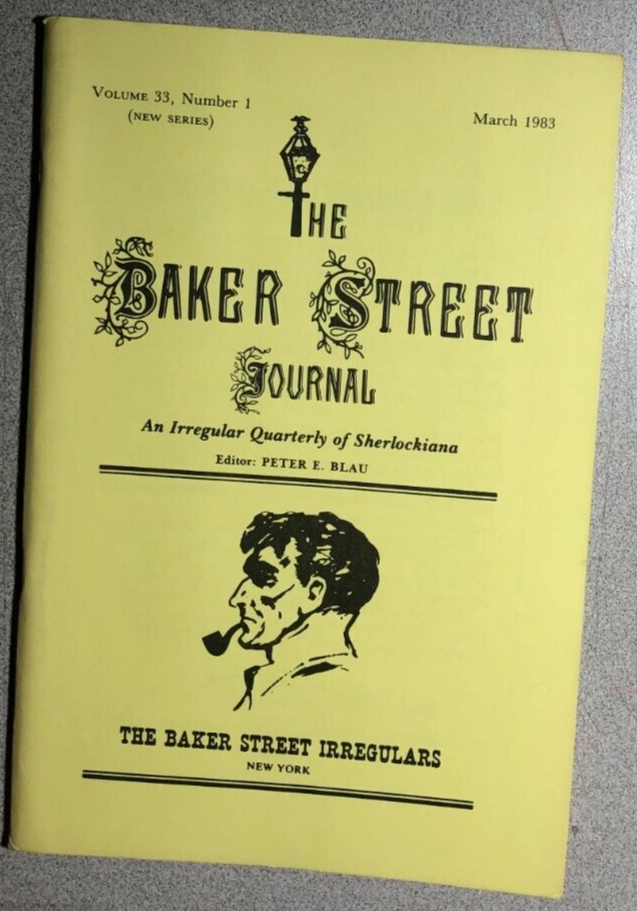 VOLUME 33, Number 1
(NEW SERIES)
March 1983
THE
BAKER STREET
JOURNAL
An Irregular Quarterly of Sherlockiana
Editor: PETER E. BLAU
THE BAKER STREET IRREGULARS
NEW YORK